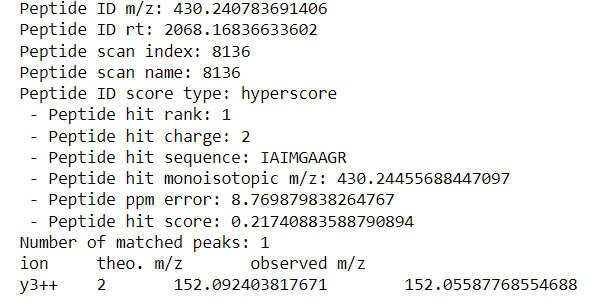 Peptide ID m/z: 430.240783691406
Peptide ID rt: 2068.16836633602
Peptide scan index: 8136
Peptide scan name: 8136
Peptide ID score type: hyperscore
- Peptide hit rank: 1
- Peptide hit charge: 2
- Peptide hit sequence: IAIMGAAGR
- Peptide hit monoisotopic m/z: 430.24455688447097
- Peptide ppm error: 8.769879838264767
- Peptide hit score: 0.21740883588790894
Number of matched peaks: 1
ion theo. m/z observed m/z
y3++ 2 152.092403817671 152.05587768554688